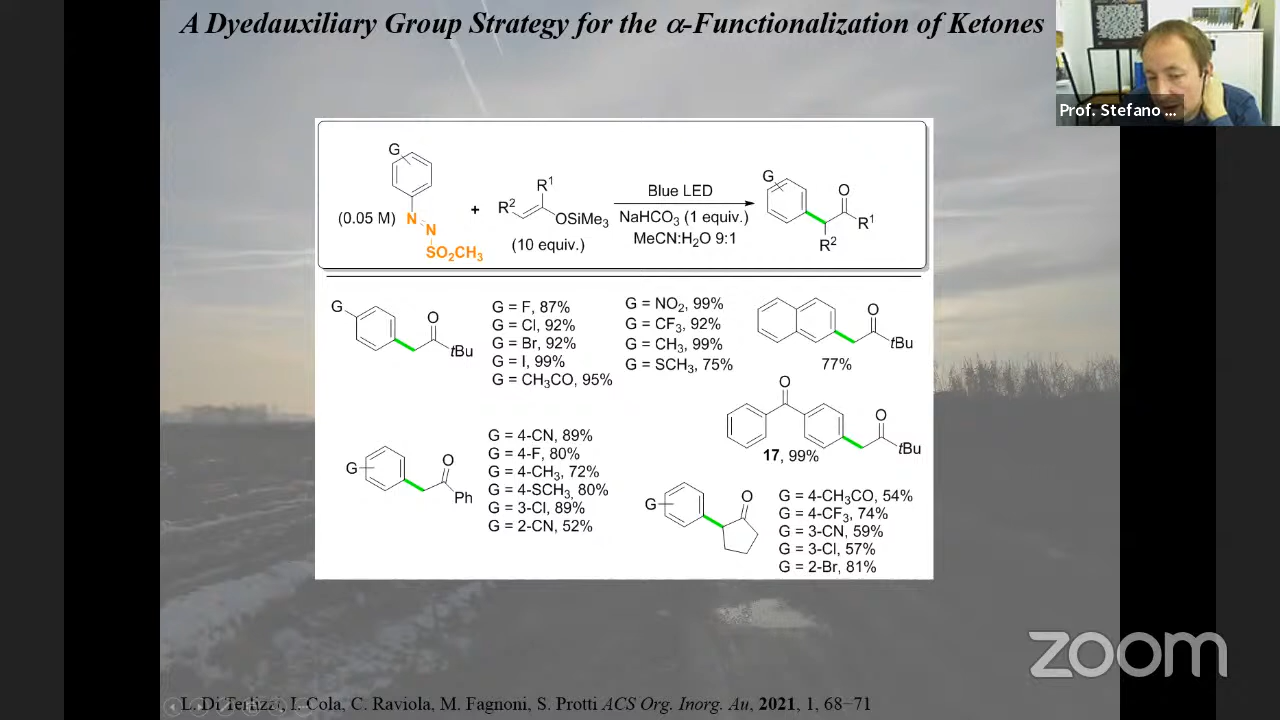 A Dyedauxiliary Group Strategy for the α-Functionalization of Ketones
Prof. Stefano ...
G
(0.05 M)
N
N
SO₂CH₃
+
R²
R¹
OSiMe₃
(10 equiv.)
Blue LED
NaHCO₃ (1 equiv.)
MeCN:H₂O 9:1
G
O
R¹
R²
G
O
tBu
G = F, 87%
G = Cl, 92%
G = Br, 92%
G = I, 99%
G = CH₃CO, 95%
G = NO₂, 99%
G = CF₃, 92%
G = CH₃, 99%
G = SCH₃, 75%
O
tBu
77%
O
O
tBu
17, 99%
G
O
Ph
G = 4-CN, 89%
G = 4-F, 80%
G = 4-CH₃, 72%
G = 4-SCH₃, 80%
G = 3-Cl, 89%
G = 2-CN, 52%
G
O
G = 4-CH₃CO, 54%
G = 4-CF₃, 74%
G = 3-CN, 59%
G = 3-Cl, 57%
G = 2-Br, 81%
zoom
L. Di Terlizzi, I. Cola, C. Raviola, M. Fagnoni, S. Protti ACS Org. Inorg. Au, 2021, 1, 68−71